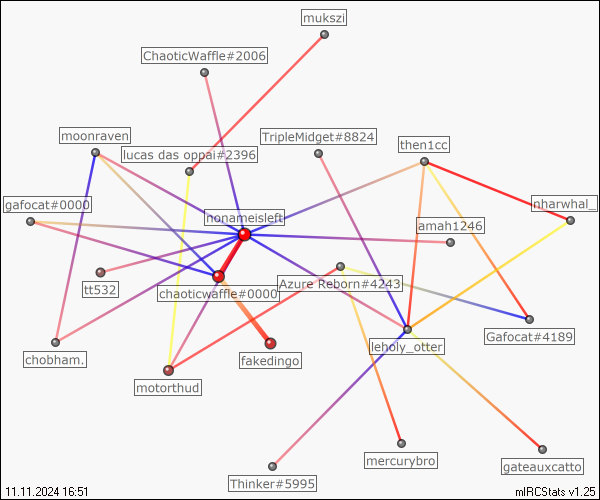 mukszi
ChaoticWaffle#2006
moonraven
TripleMidget#8824
then1cc
lucas das oppai#2396
gafocat#0000
nharwhal_
nonameisleft
amah1246
tt532
chaoticwaffle#0000
Azure Reborn#4243
Gafocat#4189
leholy_otter
chobham.
fakedingo
motorthud
mercurybro
gateauxcatto
Thinker#5995
11.11.2024 16:51
mIRCStats v1.25